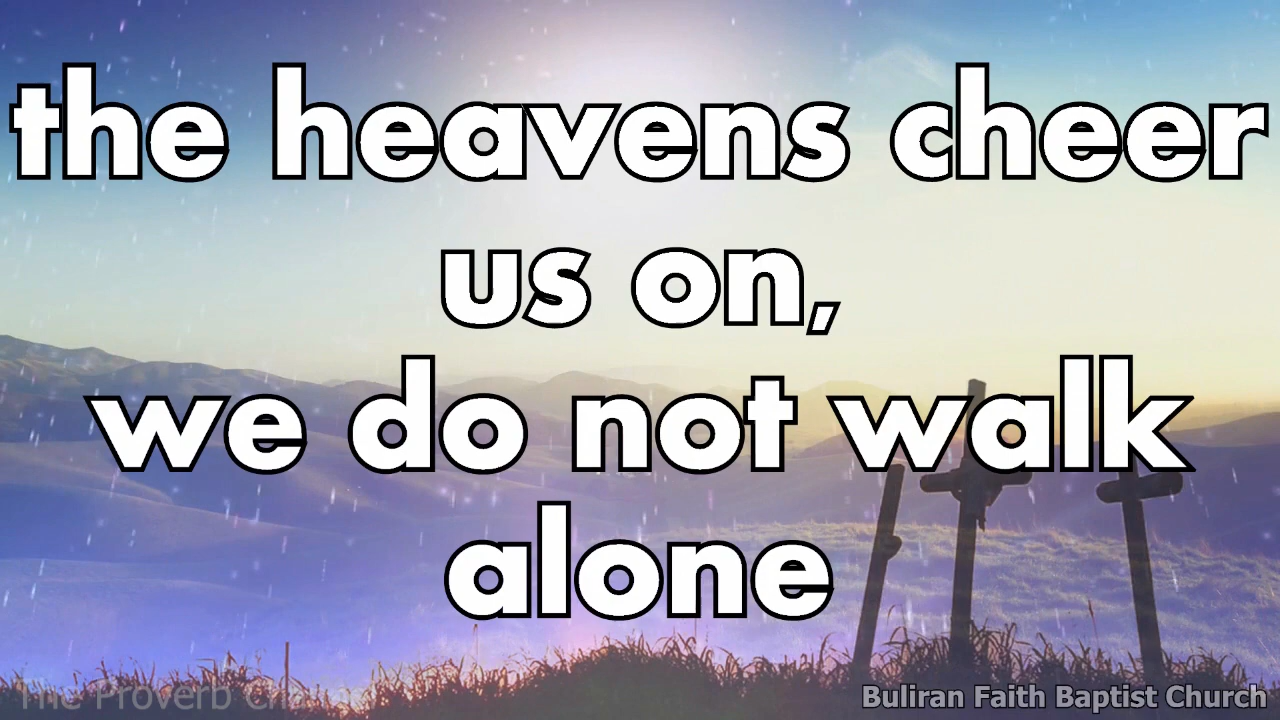 the heavens cheer
us on,
we do not walk
alone
The Proverb
Buliran Faith Baptist Church